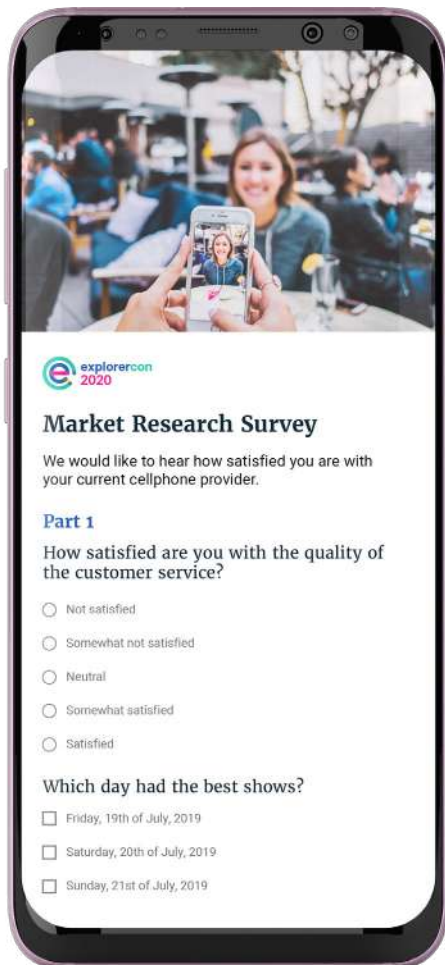 explorercon
2020
Market Research Survey
We would like to hear how satisfied you are with
your current cellphone provider.
Part 1
How satisfied are you with the quality of
the customer service?
Not satisfied
Somewhat not satisfied
Neutral
Somewhat satisfied
Satisfied
Which day had the best shows?
Friday, 19th of July, 2019
Saturday, 20th of July, 2019
Sunday, 21st of July, 2019